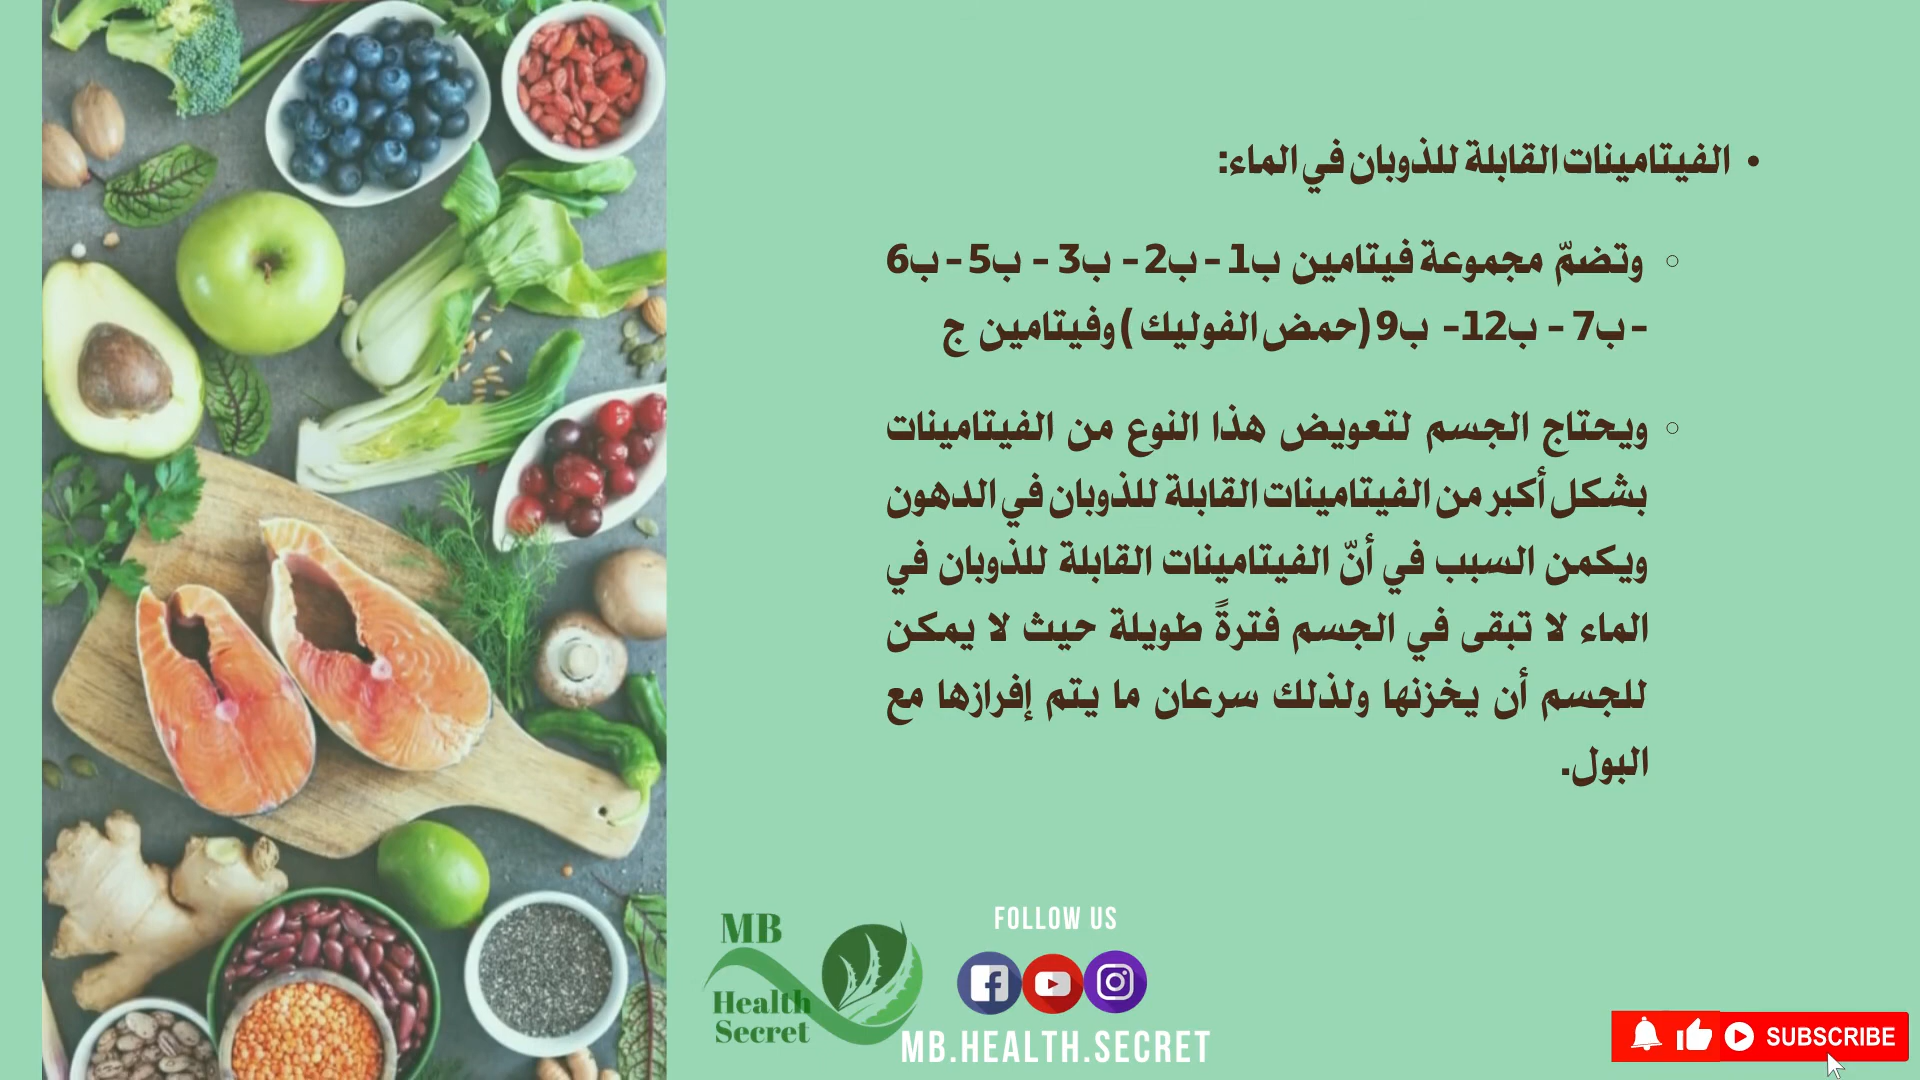 • الفيتامينات القابلة للذوبان في الماء:
○ وتضمّ مجموعة فيتامين ب1 - ب2 - ب3 - ب5 - ب6
- ب7 - ب12 - ب9 (حمض الفوليك) وفيتامين ج
○ ويحتاج الجسم لتعويض هذا النوع من الفيتامينات
بشكل أكبر من الفيتامينات القابلة للذوبان في الدهون
ويكمن السبب في أنّ الفيتامينات القابلة للذوبان في
الماء لا تبقى في الجسم فترةً طويلة حيث لا يمكن
للجسم أن يخزنها ولذلك سرعان ما يتم إفرازها مع
البول.
MB
Health
Secret
FOLLOW US
MB.HEALTH.SECRET
SUBSCRIBE